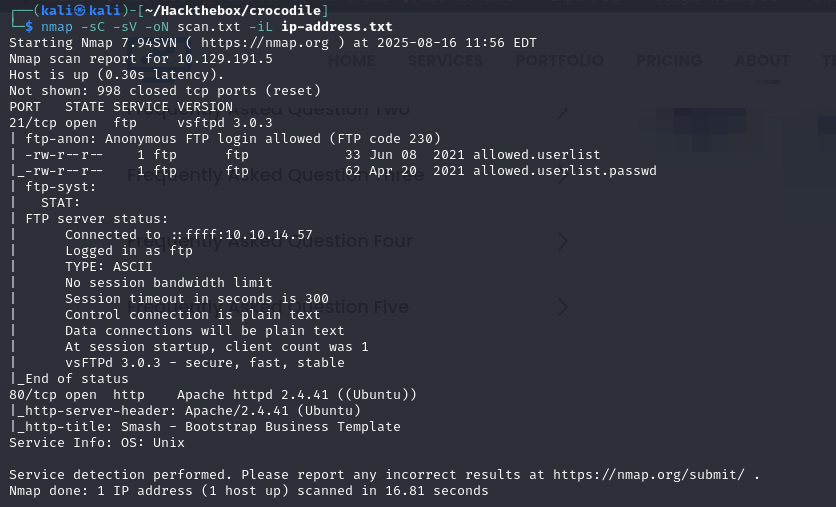 ┌──(kali㉿kali)-[~/Hackthebox/crocodile]
└─$ nmap -sC -sV -oN scan.txt -iL ip-address.txt
Starting Nmap 7.94SVN ( https://nmap.org ) at 2025-08-16 11:56 EDT
Nmap scan report for 10.129.191.5
HOME SERVICES PORTFOLIO PRICING ABOUT
Host is up (0.30s latency).
Not shown: 998 closed tcp ports (reset)
PORT   STATE SERVICE VERSION
Frequently Asked Question Two
21/tcp open  ftp     vsftpd 3.0.3
| ftp-anon: Anonymous FTP login allowed (FTP code 230)
| -rw-r--r--    1 ftp      ftp            33 Jun 08  2021 allowed.userlist
|_-rw-r--r--    1 ftp      ftp            62 Apr 20  2021 allowed.userlist.passwd
Frequently Asked Question Three
| ftp-syst:
|   STAT:
| FTP server status:
|      Connected to ::ffff:10.10.14.57
Frequently Asked Question Four
|      Logged in as ftp
|      TYPE: ASCII
|      No session bandwidth limit
|      Session timeout in seconds is 300
Frequently Asked Question Five
|      Control connection is plain text
|      Data connections will be plain text
|      At session startup, client count was 1
|      vsFTPd 3.0.3 - secure, fast, stable
|_End of status
80/tcp open  http    Apache httpd 2.4.41 ((Ubuntu))
|_http-server-header: Apache/2.4.41 (Ubuntu)
|_http-title: Smash - Bootstrap Business Template
Service Info: OS: Unix
Service detection performed. Please report any incorrect results at https://nmap.org/submit/ .
Nmap done: 1 IP address (1 host up) scanned in 16.81 seconds